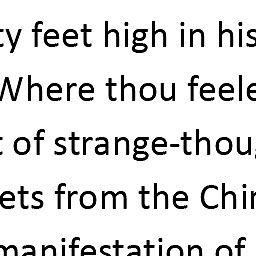 ty feet high in his
Where thou feele
t of strange-thoug
ets from the Chin
manifestation of